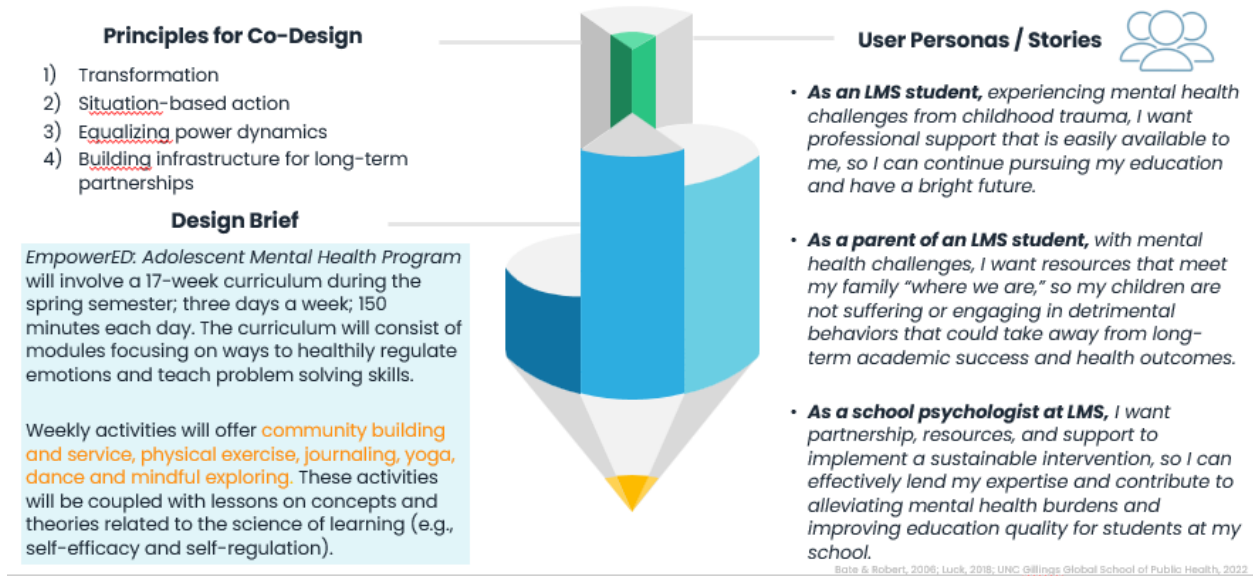 Principles for Co-Design
1) Transformation
2) Situation-based action
3) Equalizing power dynamics
4) Building infrastructure for long-term
partnerships
Design Brief
EmpowerED: Adolescent Mental Health Program
will involve a 17-week curriculum during the
spring semester; three days a week; 150
minutes each day. The curriculum will consist of
modules focusing on ways to healthily regulate
emotions and teach problem solving skills.
Weekly activities will offer community building
and service, physical exercise, journaling, yoga,
dance and mindful exploring. These activities
will be coupled with lessons on concepts and
theories related to the science of learning (e.g.,
self-efficacy and self-regulation).
User Personas / Stories
• As an LMS student, experiencing mental health
challenges from childhood trauma, I want
professional support that is easily available to
me, so I can continue pursuing my education
and have a bright future.
• As a parent of an LMS student, with mental
health challenges, I want resources that meet
my family “where we are,” so my children are
not suffering or engaging in detrimental
behaviors that could take away from long-
term academic success and health outcomes.
• As a school psychologist at LMS, I want
partnership, resources, and support to
implement a sustainable intervention, so I can
effectively lend my expertise and contribute to
alleviating mental health burdens and
improving education quality for students at my
school.
Bate & Robert, 2006; Luck, 2018; UNC Gillings Global School of Public Health, 2022